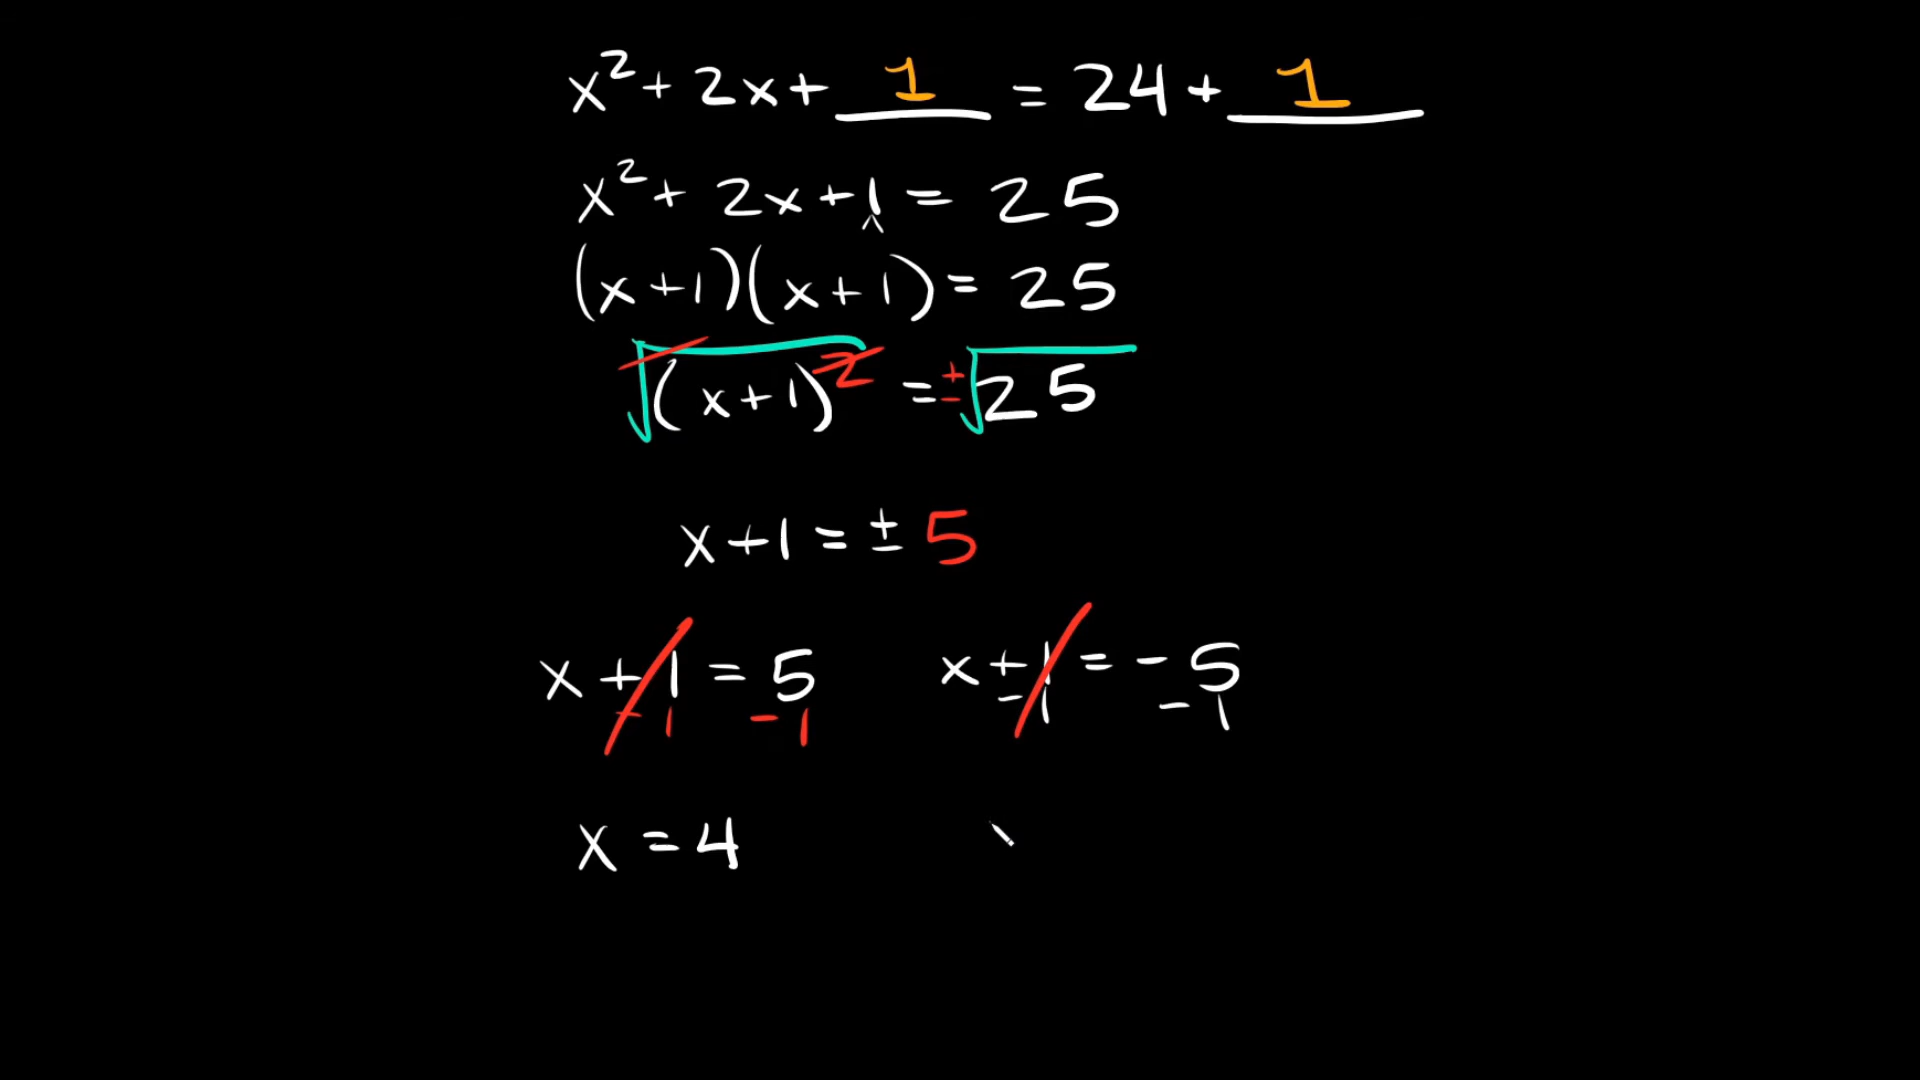 x² + 2x + 1 = 24 + 1
x² + 2x + 1 = 25
(x + 1)(x + 1) = 25
√(x + 1)² = ±√25
x + 1 = ± 5
x + 1 = 5    x + 1 = -5
- 1  - 1    - 1  - 1
x = 4